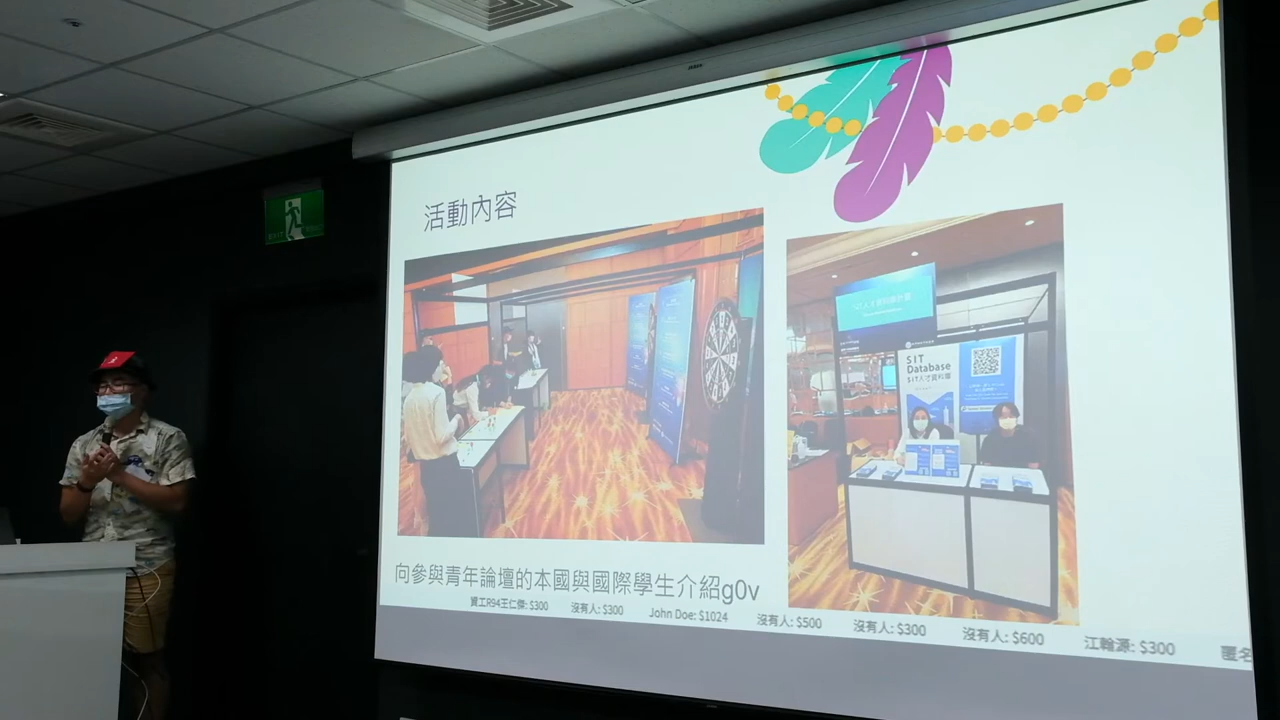 EXIT
活動內容
SIT
Database
SIT人才資料庫
向參與青年論壇的本國與國際學生介紹g0v
資工R94王仁傑: $300 沒有人: $300 John Doe: $1024 沒有人: $500 沒有人: $300 沒有人: $600 江翰源: $300 匿名